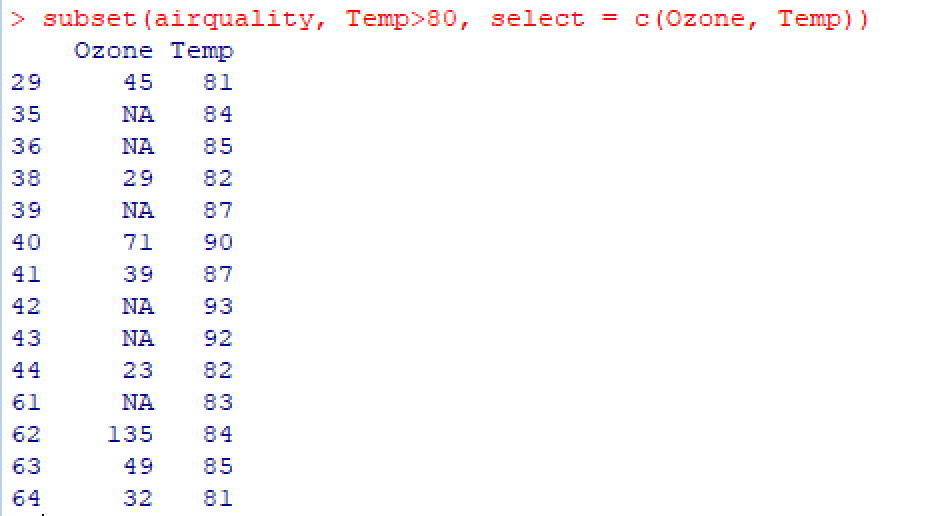 > subset(airquality, Temp>80, select = c(Ozone, Temp))
Ozone Temp
29 45 81
35 NA 84
36 NA 85
38 29 82
39 NA 87
40 71 90
41 39 87
42 NA 93
43 NA 92
44 23 82
61 NA 83
62 135 84
63 49 85
64 32 81